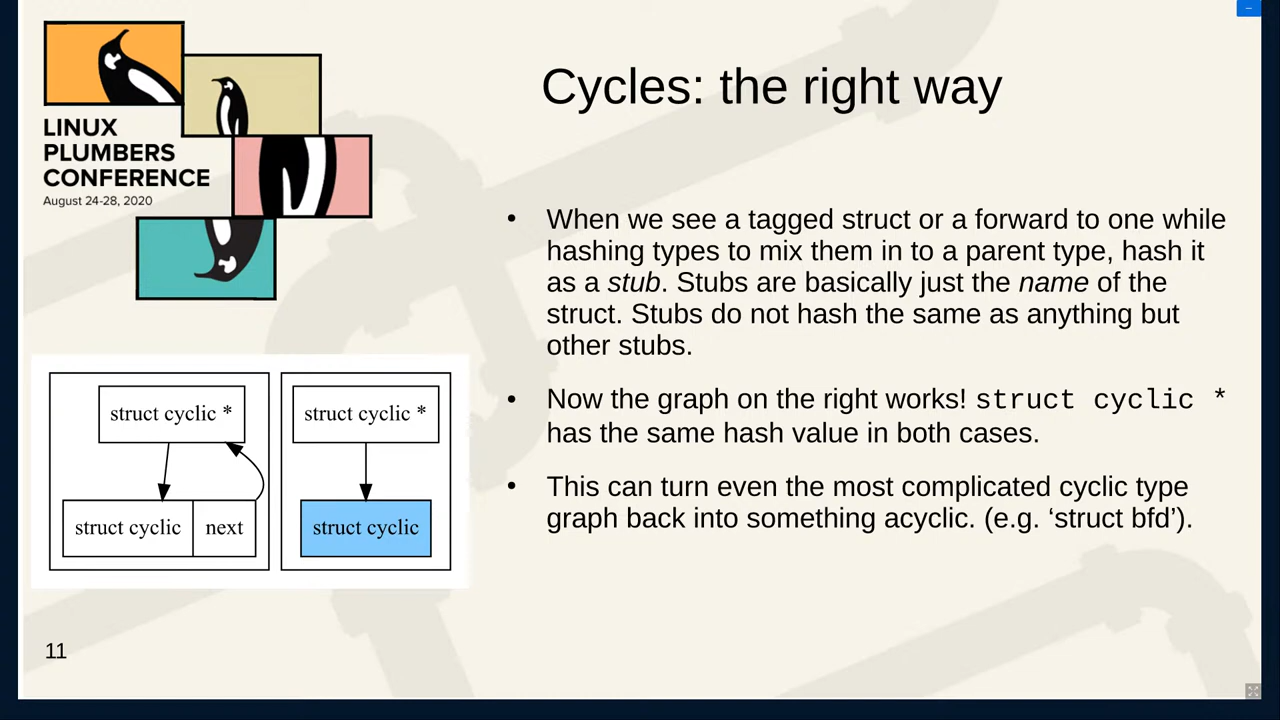 LINUX
PLUMBERS
CONFERENCE
August 24-28, 2020
Cycles: the right way
• When we see a tagged struct or a forward to one while
hashing types to mix them in to a parent type, hash it
as a stub. Stubs are basically just the name of the
struct. Stubs do not hash the same as anything but
other stubs.
• Now the graph on the right works! struct cyclic *
has the same hash value in both cases.
• This can turn even the most complicated cyclic type
graph back into something acyclic. (e.g. ‘struct bfd’).
struct cyclic *
struct cyclic next
struct cyclic *
struct cyclic
11